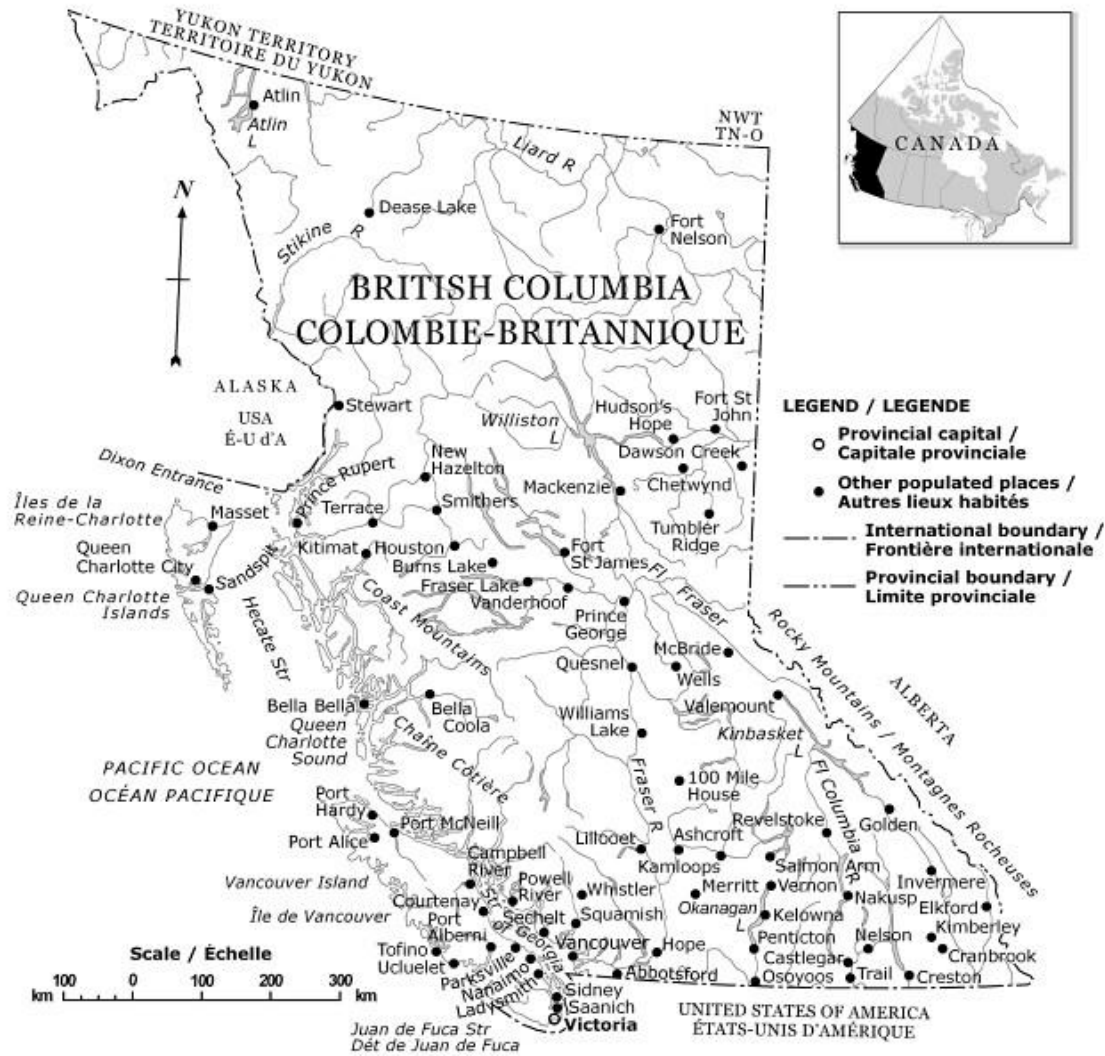 YUKON TERRITORY
TERRITOIRE DU YUKON
NWT
TN-O
CANADA
Atlin
Atlin
L
Liard R
N
Dease Lake
Stikine
R
Fort
Nelson
BRITISH COLUMBIA
COLOMBIE-BRITANNIQUE
ALASKA
USA
É-U d'A
Stewart
Williston
L
Hudson's
Hope
Fort St
John
LEGEND / LEGENDE
Provincial capital /
Capitale provinciale
Other populated places /
Autres lieux habités
International boundary /
Frontière internationale
Provincial boundary /
Limite provinciale
Dixon Entrance
Prince Rupert
New
Hazelton
Dawson Creek
Chetwynd
Mackenzie
Îles de la
Reine-Charlotte
Masset
Terrace
Smithers
Tumbler
Ridge
Queen
Charlotte City
Sandspit
Kitimat
Houston
Burns Lake
Fort
St James
Fraser Lake
Vanderhoof
Queen Charlotte
Islands
Hecate Str
Coast Mountains
Fl Fraser
Prince
George
Rocky Mountains / Montagnes Rocheuses
ALBERTA
Quesnel
McBride
Wells
Valemount
Bella Bella
Bella
Coola
Williams
Lake
Kinbasket
L
Queen
Charlotte
Sound
Chaîne Côtière
PACIFIC OCEAN
OCÉAN PACIFIQUE
Fraser R
100 Mile
House
Fl Columbia
R
Port
Hardy
Port McNeill
Port Alice
Lillooet
Ashcroft
Revelstoke
Golden
Kamloops
Salmon Arm
Campbell
River
Vancouver Island
Powell
River
Whistler
Merritt
Vernon
Nakusp
Invermere
Courtenay
Île de Vancouver
Str of Georgia
Sechelt
Squamish
Okanagan
L
Kelowna
Elkford
Port
Alberni
Kimberley
Tofino
Ucluelet
Vancouver
Hope
Penticton
Nelson
Cranbrook
Castlegar
Parksville
Nanaimo
Ladysmith
Abbotsford
Osoyoos
Trail
Creston
Scale / Échelle
100 0 100 200 300
km km
Sidney
Saanich
Victoria
Juan de Fuca Str
Dét de Juan de Fuca
UNITED STATES OF AMERICA
ÉTATS-UNIS D'AMÉRIQUE